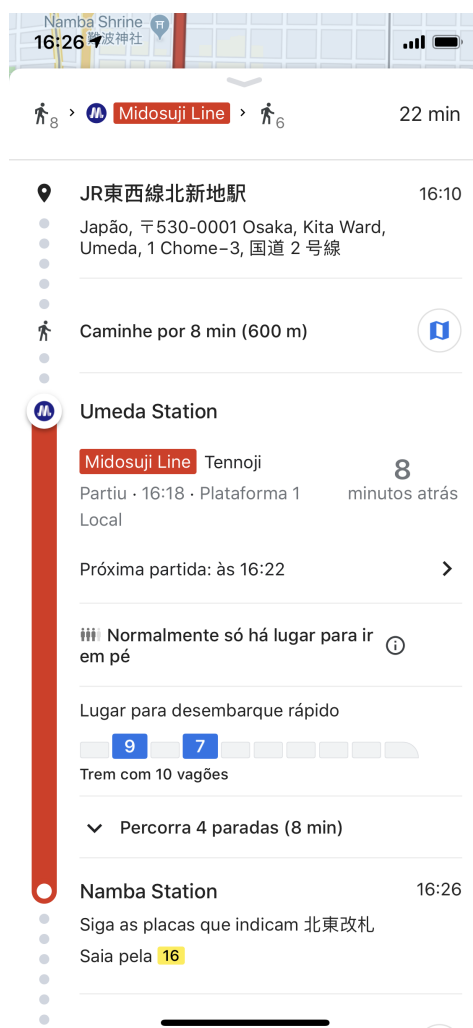 Namba Shrine
難波神社
16:26
8 Midosuji Line 6 22 min
JR東西線北新地駅 16:10
Japão, 〒530-0001 Osaka, Kita Ward,
Umeda, 1 Chome−3, 国道 2 号線
Caminhe por 8 min (600 m)
Umeda Station
Midosuji Line Tennoji
8
Partiu · 16:18 · Plataforma 1 minutos atrás
Local
Próxima partida: às 16:22
Normalmente só há lugar para ir
em pé
Lugar para desembarque rápido
9 7
Trem com 10 vagões
Percorra 4 paradas (8 min)
Namba Station 16:26
Siga as placas que indicam 北東改札
Saia pela 16